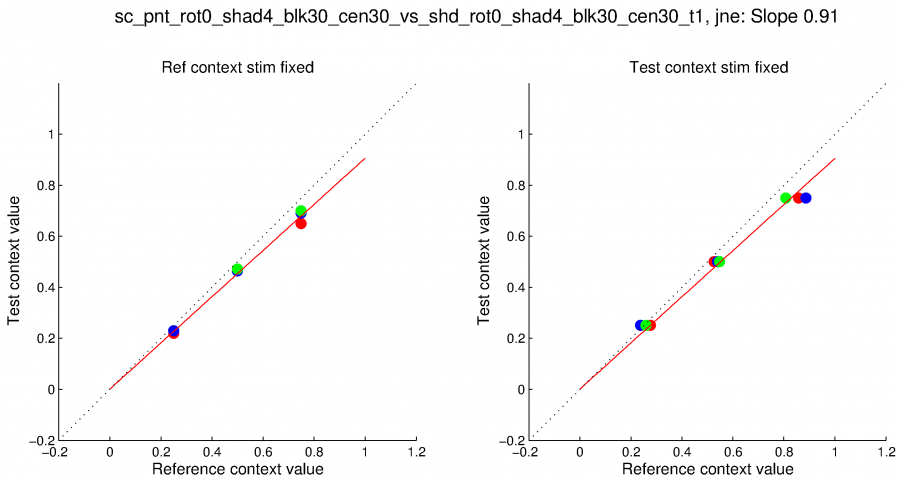 sc_pnt_rot0_shad4_blk30_cen30_vs_shd_rot0_shad4_blk30_cen30_t1, jne: Slope 0.91
Ref context stim fixed
1
0.8
0.6
0.4
0.2
0
−0.2
−0.2 0 0.2 0.4 0.6 0.8 1 1.2
Test context value
Reference context value
Test context stim fixed
1
0.8
0.6
0.4
0.2
0
−0.2
−0.2 0 0.2 0.4 0.6 0.8 1 1.2
Test context value
Reference context value